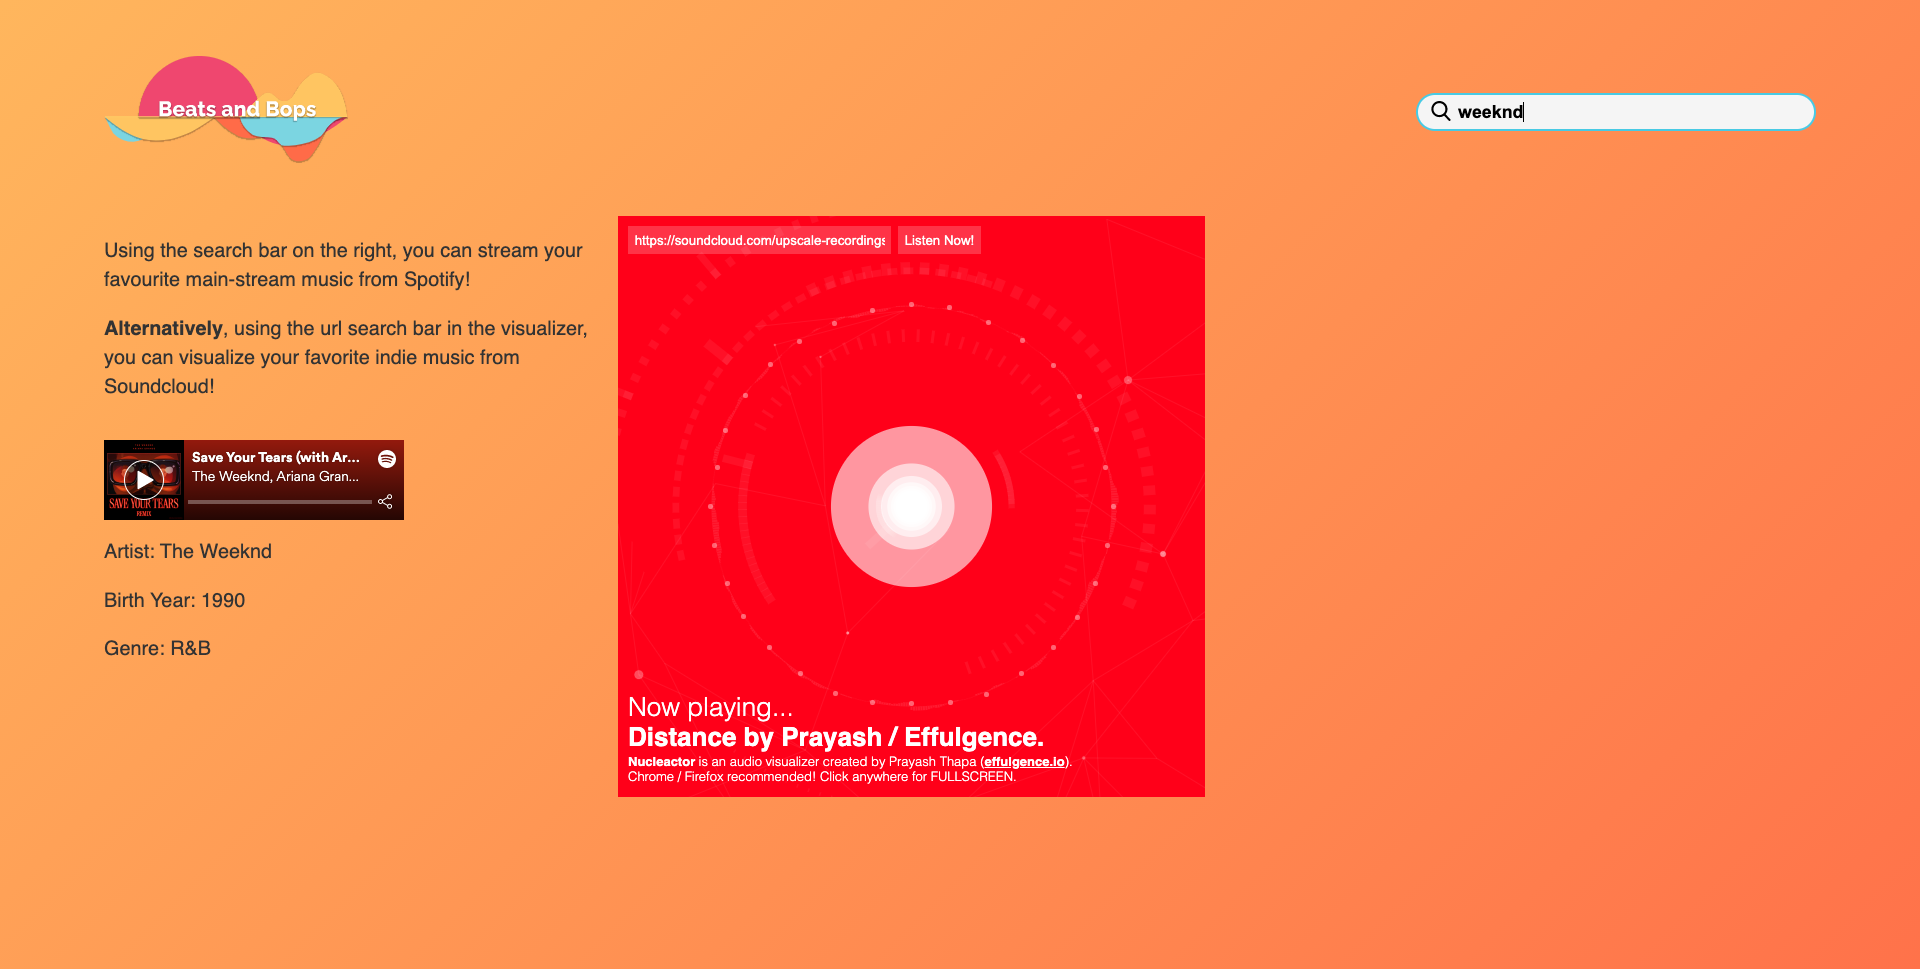 Beats and Bops
weeknd
Using the search bar on the right, you can stream your
favourite main-stream music from Spotify!
Alternatively, using the url search bar in the visualizer,
you can visualize your favorite indie music from
Soundcloud!
Save Your Tears (with Ar...
The Weeknd, Ariana Gran...
SAVE YOUR TEARS
REMIX
Artist: The Weeknd
Birth Year: 1990
Genre: R&B
https://soundcloud.com/upscale-recordings
Listen Now!
Now playing...
Distance by Prayash / Effulgence.
Nucleactor is an audio visualizer created by Prayash Thapa (effulgence.io).
Chrome / Firefox recommended! Click anywhere for FULLSCREEN.